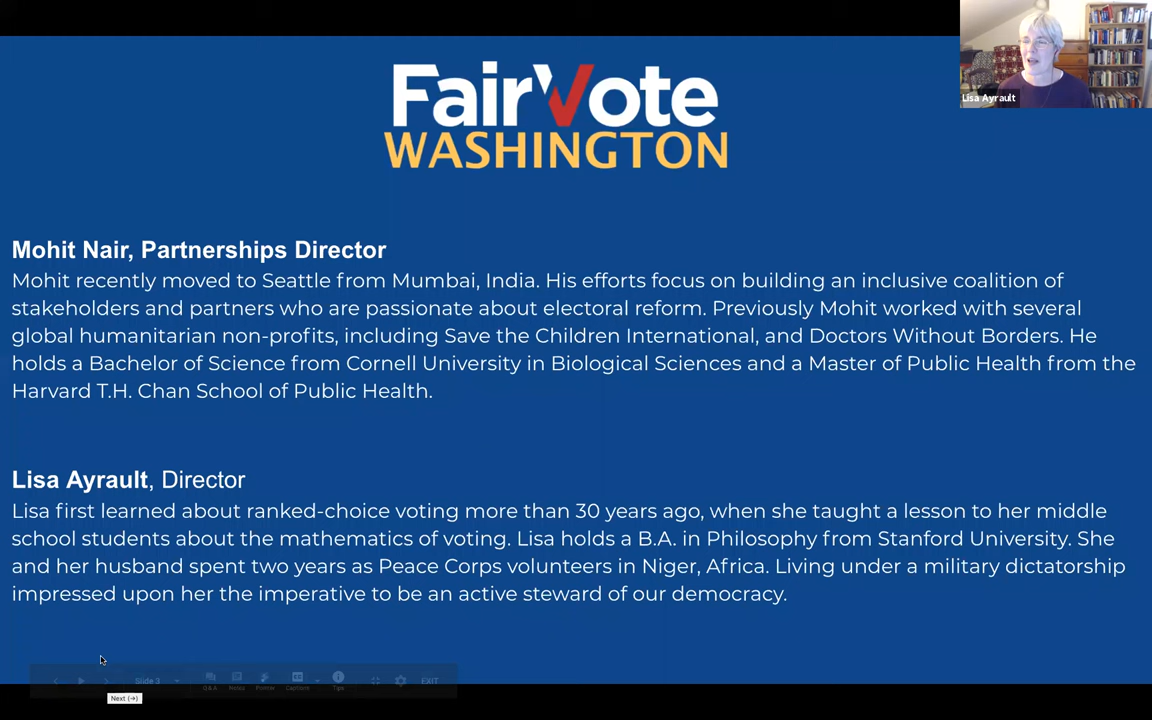 FairVote
WASHINGTON
Lisa Ayrault
Mohit Nair, Partnerships Director
Mohit recently moved to Seattle from Mumbai, India. His efforts focus on building an inclusive coalition of
stakeholders and partners who are passionate about electoral reform. Previously Mohit worked with several
global humanitarian non-profits, including Save the Children International, and Doctors Without Borders. He
holds a Bachelor of Science from Cornell University in Biological Sciences and a Master of Public Health from the
Harvard T.H. Chan School of Public Health.
Lisa Ayrault, Director
Lisa first learned about ranked-choice voting more than 30 years ago, when she taught a lesson to her middle
school students about the mathematics of voting. Lisa holds a B.A. in Philosophy from Stanford University. She
and her husband spent two years as Peace Corps volunteers in Niger, Africa. Living under a military dictatorship
impressed upon her the imperative to be an active steward of our democracy.
Slide 3
Q&A Notes Pointer Captions Tips EXIT
Next (→)